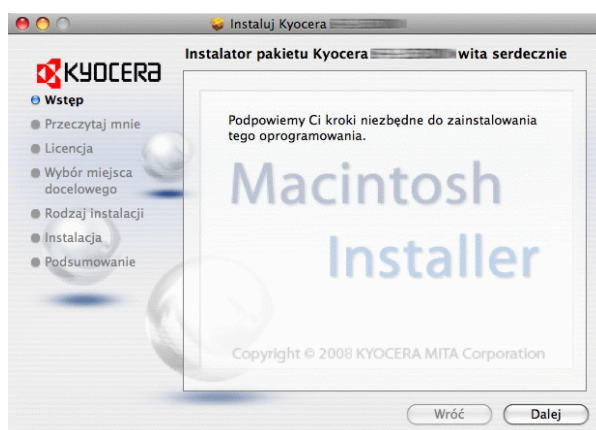 Instaluj Kyocera
Instalator pakietu Kyocera wita serdecznie
KYOCERA
Wstęp
Przeczytaj mnie
Licencja
Wybór miejsca
docelowego
Rodzaj instalacji
Instalacja
Podsumowanie
Podpowiemy Ci kroki niezbędne do zainstalowania
tego oprogramowania.
Macintosh
Installer
Copyright © 2008 KYOCERA MITA Corporation
Wróć
Dalej